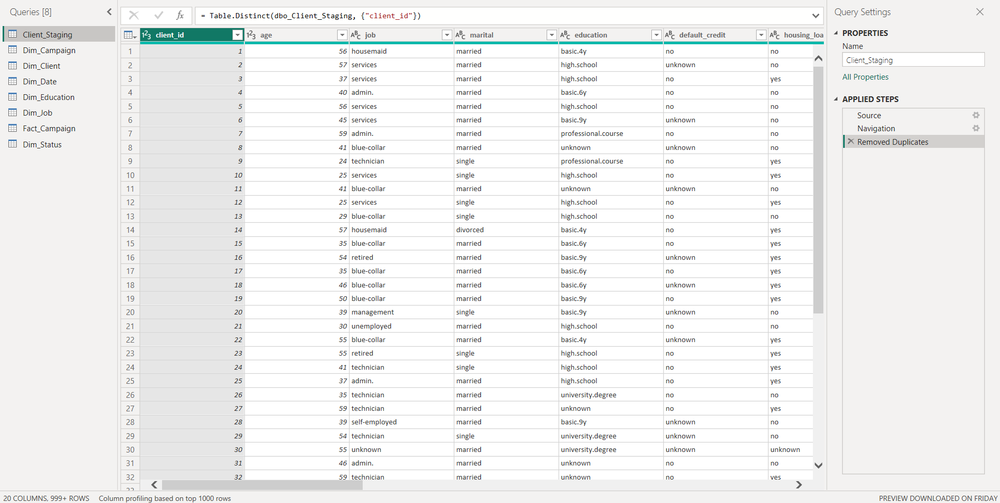 Queries [8]
Client_Staging
Dim_Campaign
Dim_Client
Dim_Date
Dim_Education
Dim_Job
Fact_Campaign
Dim_Status
fx
= Table.Distinct(dbo_Client_Staging, {"client_id"})
123 client_id 123 age ABC job ABC marital ABC education ABC default_credit ABC housing_loa
1 1 56 housemaid married basic.4y no no
2 2 57 services married high.school unknown no
3 3 37 services married high.school no yes
4 4 40 admin. married basic.6y no no
5 5 56 services married high.school no no
6 6 45 services married basic.9y unknown no
7 7 59 admin. married professional.course no no
8 8 41 blue-collar married unknown unknown no
9 9 24 technician single professional.course no yes
10 10 25 services single high.school no yes
11 11 41 blue-collar married unknown unknown no
12 12 25 services single high.school no yes
13 13 29 blue-collar single high.school no no
14 14 57 housemaid divorced basic.4y no yes
15 15 35 blue-collar married basic.6y no yes
16 16 54 retired married basic.9y unknown yes
17 17 35 blue-collar married basic.6y no yes
18 18 46 blue-collar married basic.6y unknown yes
19 19 50 blue-collar married basic.9y no yes
20 20 39 management single basic.9y unknown no
21 21 30 unemployed married high.school no no
22 22 55 blue-collar married basic.4y unknown yes
23 23 55 retired single high.school no yes
24 24 41 technician single high.school no yes
25 25 37 admin. married high.school no yes
26 26 35 technician married university.degree no no
27 27 59 technician married unknown no yes
28 28 39 self-employed married basic.9y unknown no
29 29 54 technician single university.degree unknown no
30 30 55 unknown married university.degree unknown unknown
31 31 46 admin. married unknown no no
32 32 59 technician married unknown no yes
Query Settings
PROPERTIES
Name
Client_Staging
All Properties
APPLIED STEPS
Source
Navigation
Removed Duplicates
20 COLUMNS, 999+ ROWS Column profiling based on top 1000 rows
PREVIEW DOWNLOADED ON FRIDAY